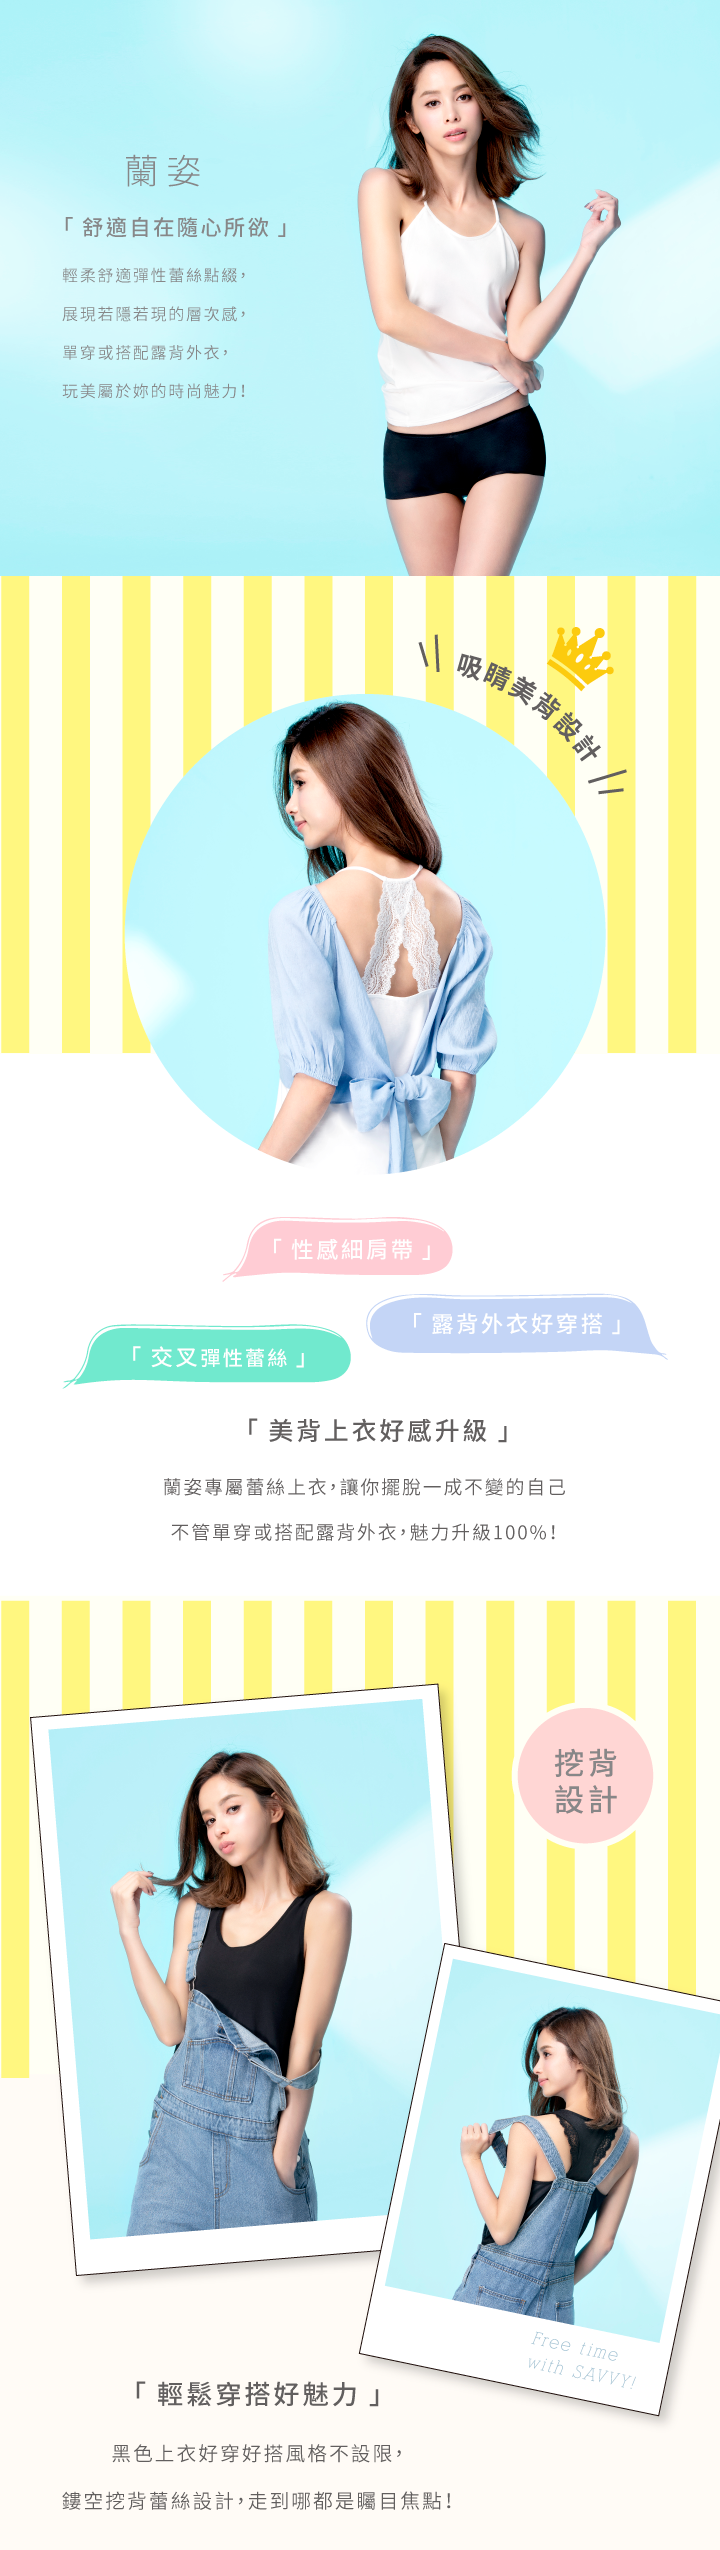 蘭姿
「 舒適自在隨心所欲 」
輕柔舒適彈性蕾絲點綴，
展現若隱若現的層次感，
單穿或搭配露背外衣，
玩美屬於妳的時尚魅力！
吸睛美背設計
「 性感細肩帶 」
「 露背外衣好穿搭 」
「 交叉彈性蕾絲 」
「 美背上衣好感升級 」
蘭姿專屬蕾絲上衣，讓你擺脫一成不變的自己
不管單穿或搭配露背外衣，魅力升級100%！
挖背
設計
Free time
with SAVVY!
「 輕鬆穿搭好魅力 」
黑色上衣好穿好搭風格不設限，
鏤空挖背蕾絲設計，走到哪都是矚目焦點！